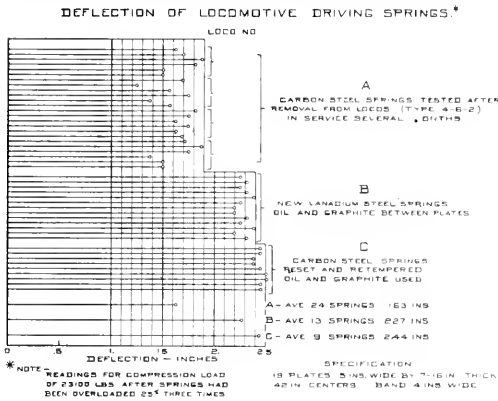 DEFLECTION OF LOCOMOTIVE DRIVING SPRINGS.*
LOCO NO
A
CARBON STEEL SPRINGS TESTED AFTER
REMOVAL FROM LOCOS (TYPE 4-6-2)
IN SERVICE SEVERAL
B
NEW VANADIUM STEEL SPRINGS
OIL AND GRAPHITE BETWEEN PLATES
C
CARBON STEEL SPRINGS
RESET AND RETEMPERED
OIL AND GRAPHITE USED
A - AVE 24 SPRINGS 1.63 INS
B - AVE 13 SPRINGS 2.27 INS
C - AVE 9 SPRINGS 2.44 INS
0 .5 1.0 1.5 2.0 2.5
DEFLECTION - INCHES
* NOTE -
READINGS FOR COMPRESSION LOAD
OF 23100 LBS AFTER SPRINGS HAD
BEEN OVERLOADED 25% THREE TIMES
SPECIFICATION
19 PLATES 5 INS. WIDE BY 7-16 IN THICK
42 IN CENTERS BAND 4 INS WIDE